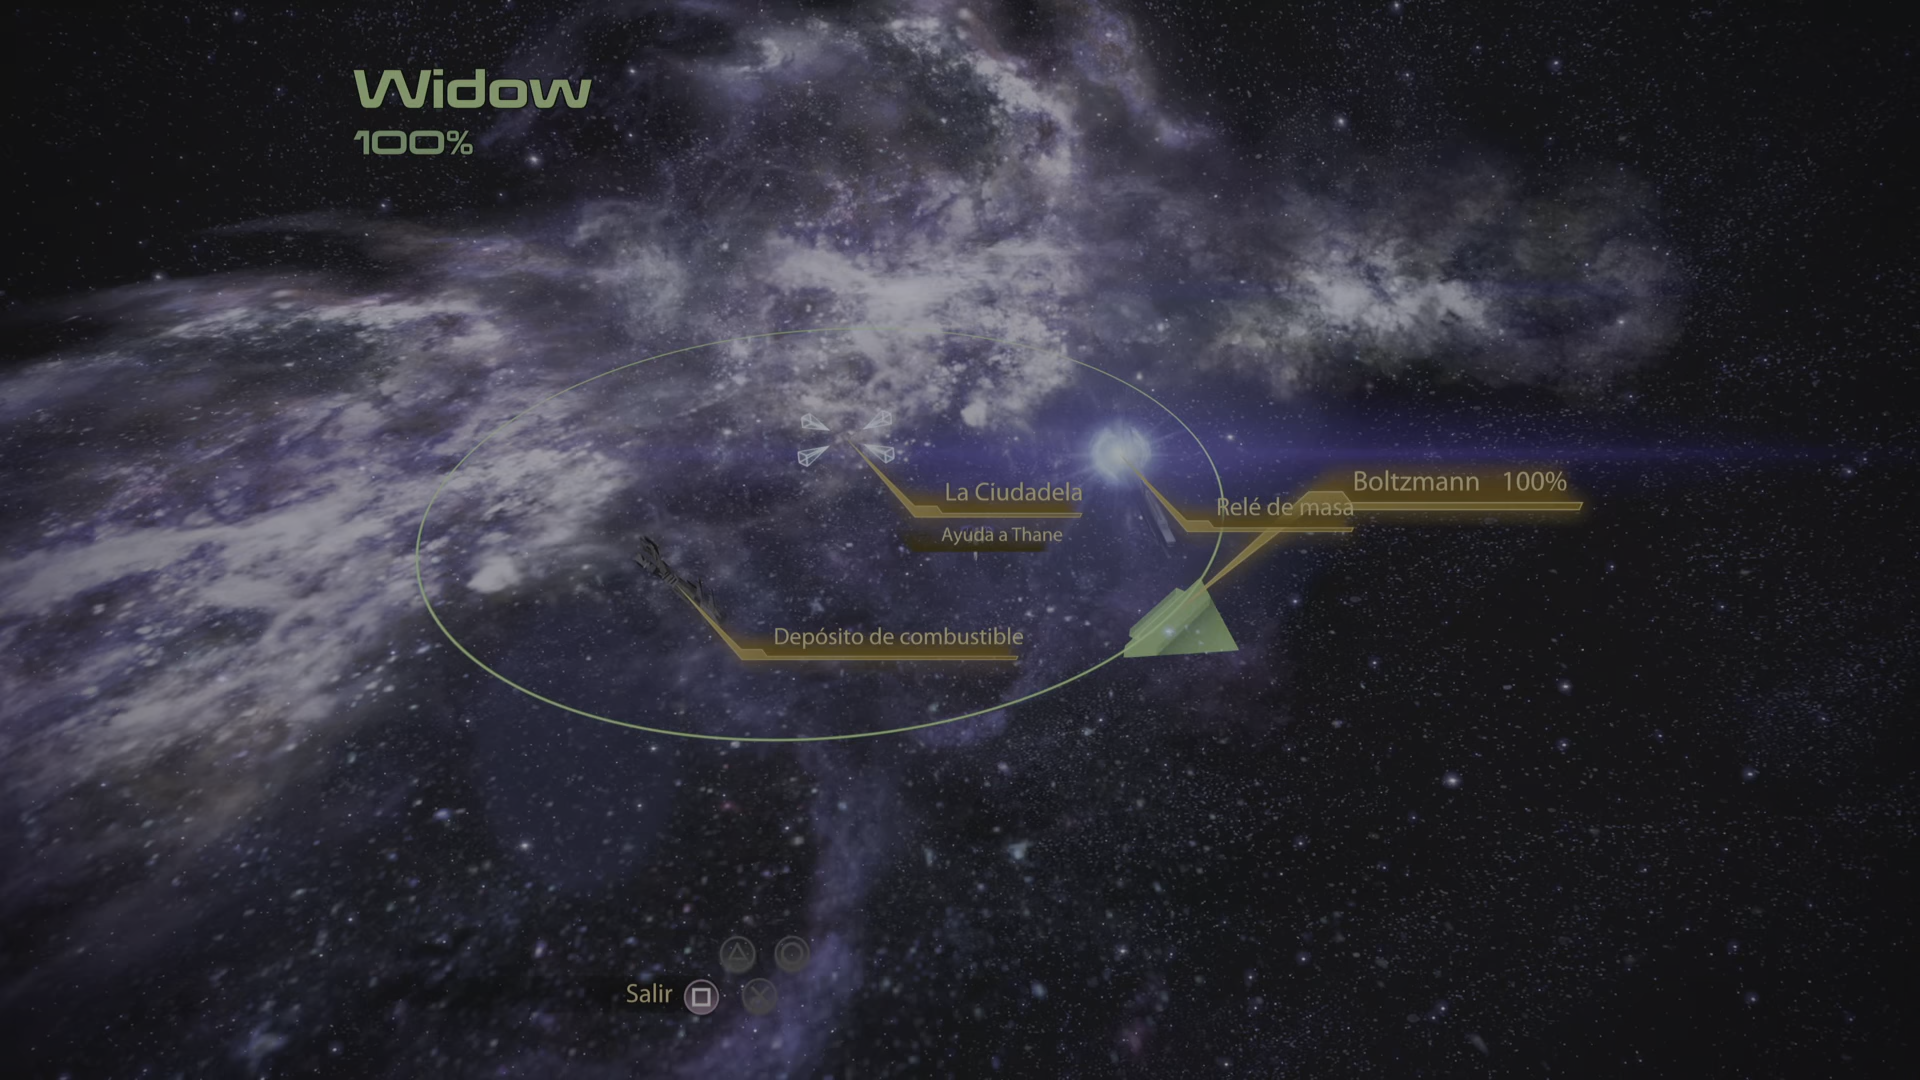 Widow
100%
La Ciudadela
Ayuda a Thane
Relé de masa
Boltzmann 100%
Depósito de combustible
Salir